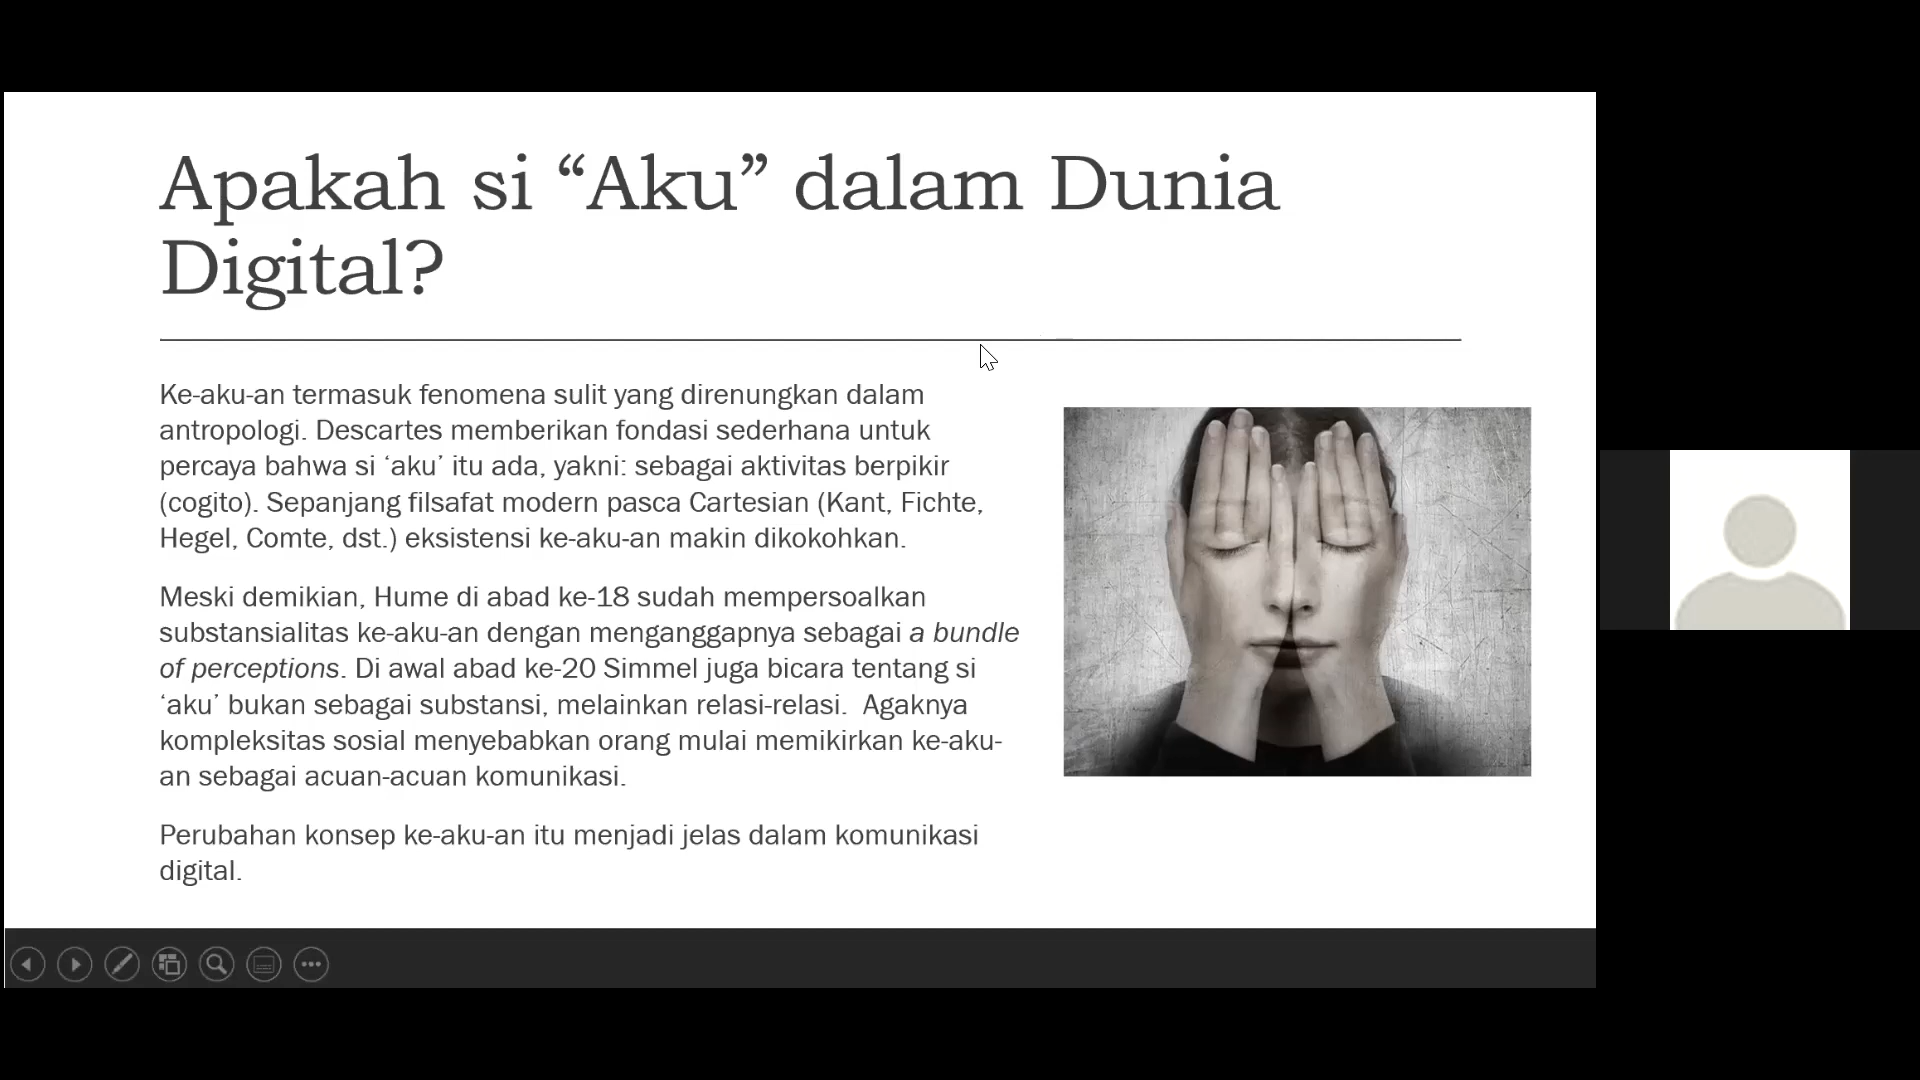 Apakah si “Aku” dalam Dunia
Digital?
Ke-aku-an termasuk fenomena sulit yang direnungkan dalam
antropologi. Descartes memberikan fondasi sederhana untuk
percaya bahwa si ‘aku’ itu ada, yakni: sebagai aktivitas berpikir
(cogito). Sepanjang filsafat modern pasca Cartesian (Kant, Fichte,
Hegel, Comte, dst.) eksistensi ke-aku-an makin dikokohkan.
Meski demikian, Hume di abad ke-18 sudah mempersoalkan
substansialitas ke-aku-an dengan menganggapnya sebagai a bundle
of perceptions. Di awal abad ke-20 Simmel juga bicara tentang si
‘aku’ bukan sebagai substansi, melainkan relasi-relasi.  Agaknya
kompleksitas sosial menyebabkan orang mulai memikirkan ke-aku-
an sebagai acuan-acuan komunikasi.
Perubahan konsep ke-aku-an itu menjadi jelas dalam komunikasi
digital.